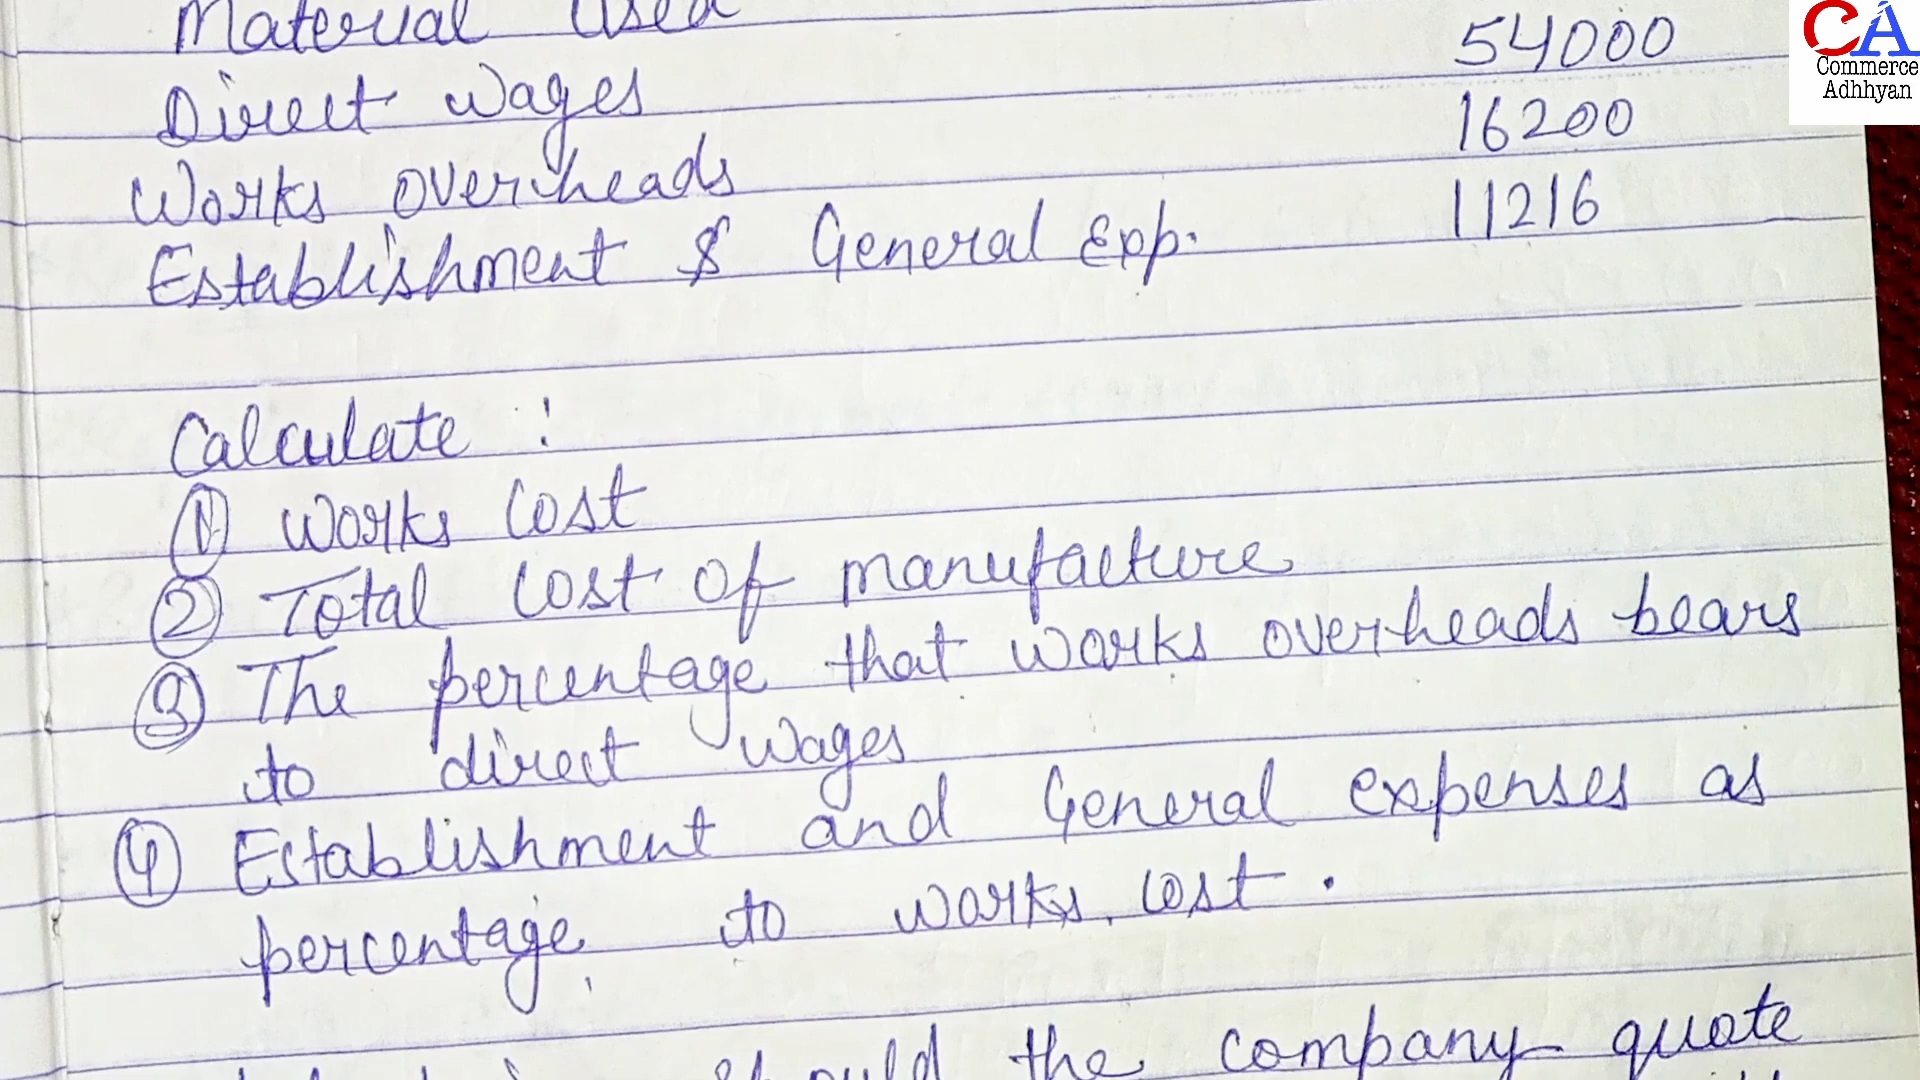 Material Used
Direct Wages 54000
Works Overheads 16200
Establishment & General Exp. 11216
Calculate :
① Works Cost
② Total Cost of manufacture
③ The percentage that works overheads bears
to direct wages
④ Establishment and General expenses as
percentage to works cost.
should the company quote
CA
Commerce
Adhhyan